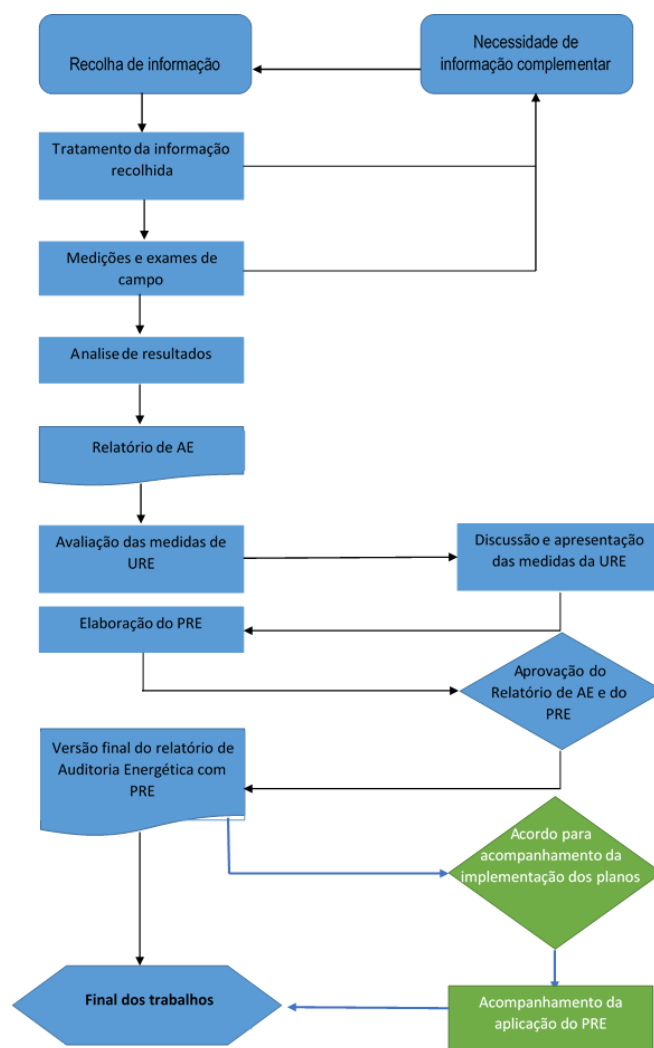 Recolha de informação
Necessidade de
informação complementar
Tratamento da informação
recolhida
Medições e exames de
campo
Analise de resultados
Relatório de AE
Avaliação das medidas de
URE
Discussão e apresentação
das medidas da URE
Elaboração do PRE
Aprovação do
Relatório de AE e do
PRE
Versão final do relatório de
Auditoria Energética com
PRE
Acordo para
acompanhamento da
implementação dos planos
Final dos trabalhos
Acompanhamento da
aplicação do PRE